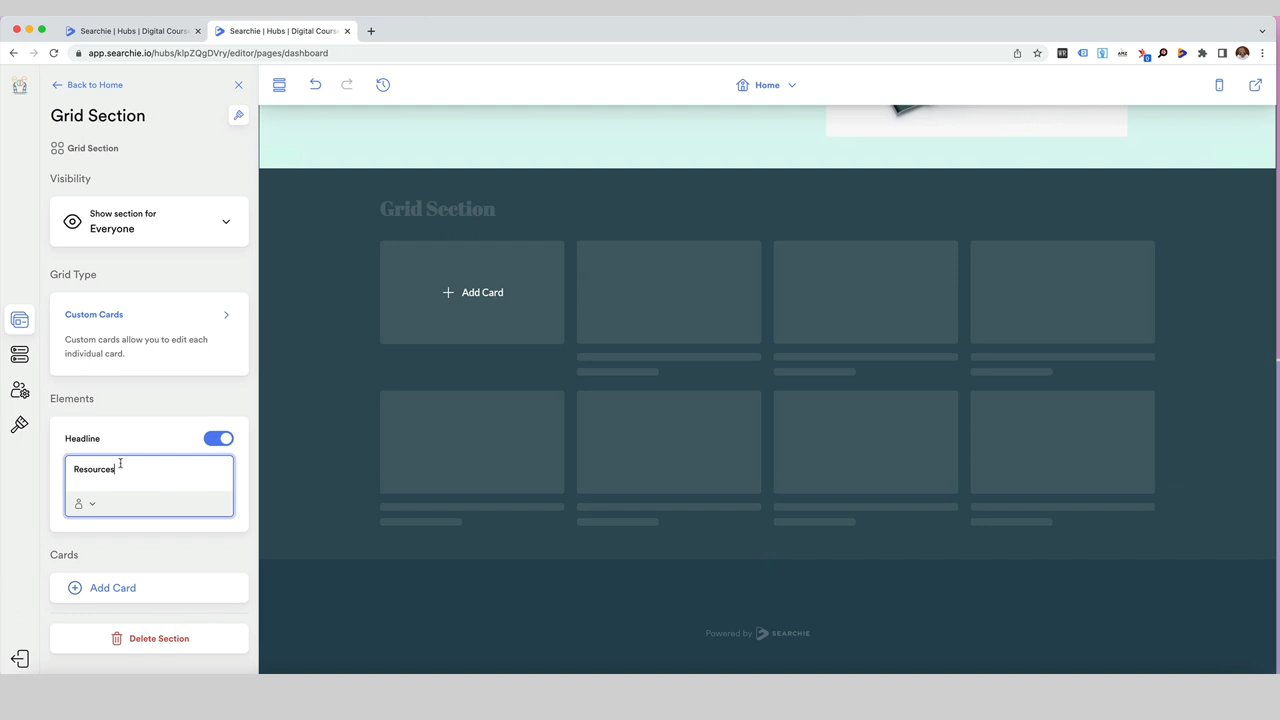 Searchie | Hubs | Digital Cours
Searchie | Hubs | Digital Cours
app.searchie.io/hubs/klpZQgDVry/editor/pages/dashboard
Back to Home
Home
Grid Section
Grid Section
Visibility
Show section for
Everyone
Grid Type
Custom Cards
Custom cards allow you to edit each
individual card.
Elements
Headline
Resources
Cards
Add Card
Delete Section
Grid Section
Add Card
Powered by SEARCHIE